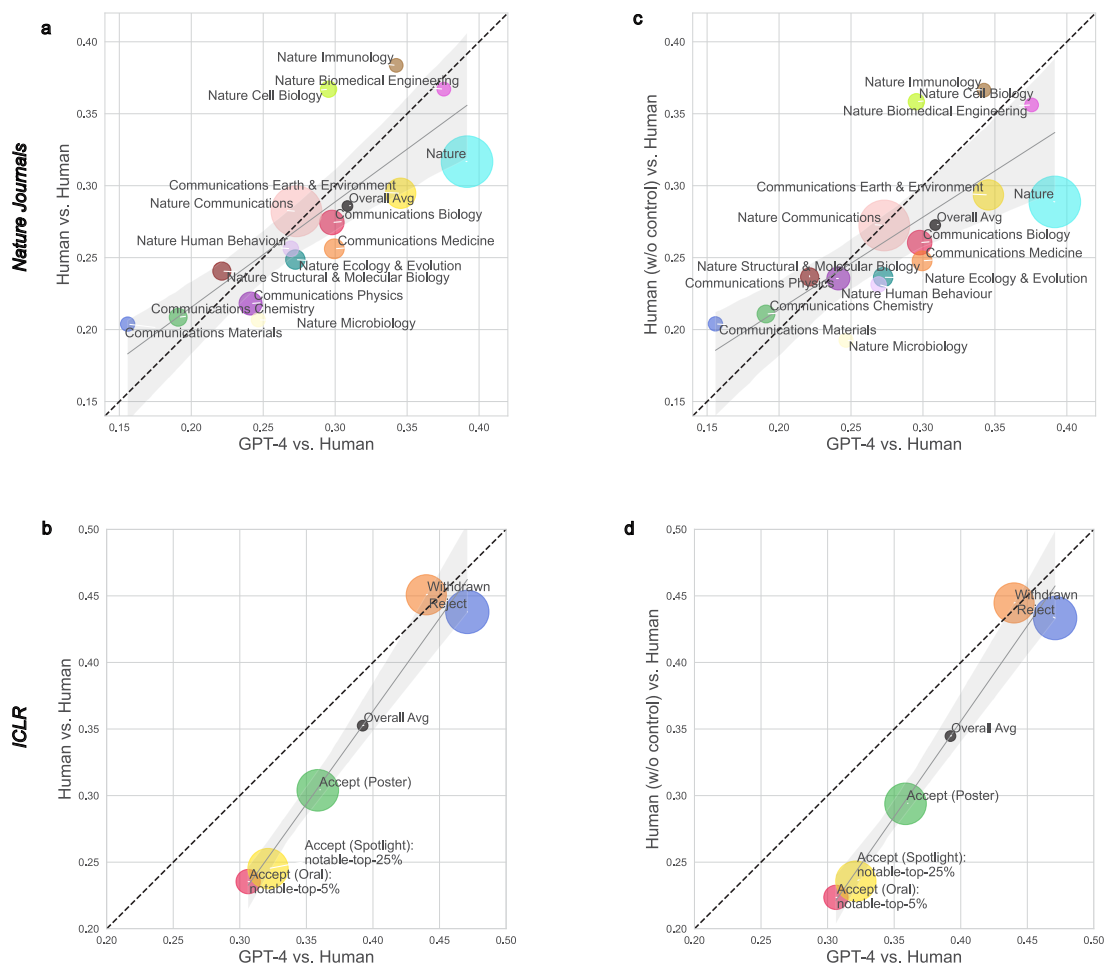 a
Nature Journals
Human vs. Human
0.40
0.35
0.30
0.25
0.20
0.15
Nature Immunology
Nature Biomedical Engineering
Nature Cell Biology
Nature
Communications Earth & Environment
Nature Communications
Overall Avg
Communications Biology
Nature Human Behaviour
Communications Medicine
Nature Ecology & Evolution
Nature Structural & Molecular Biology
Communications Physics
Communications Chemistry
Nature Microbiology
Communications Materials
0.15 0.20 0.25 0.30 0.35 0.40
GPT-4 vs. Human
c
Human (w/o control) vs. Human
0.40
0.35
0.30
0.25
0.20
0.15
Nature Immunology
Nature Cell Biology
Nature Biomedical Engineering
Communications Earth & Environment
Nature
Nature Communications
Overall Avg
Communications Biology
Communications Medicine
Nature Structural & Molecular Biology
Nature Ecology & Evolution
Communications Physics
Nature Human Behaviour
Communications Chemistry
Communications Materials
Nature Microbiology
0.15 0.20 0.25 0.30 0.35 0.40
GPT-4 vs. Human
b
ICLR
Human vs. Human
0.50
0.45
0.40
0.35
0.30
0.25
0.20
Withdrawn
Reject
Overall Avg
Accept (Poster)
Accept (Spotlight):
notable-top-25%
Accept (Oral):
notable-top-5%
0.20 0.25 0.30 0.35 0.40 0.45 0.50
GPT-4 vs. Human
d
Human (w/o control) vs. Human
0.50
0.45
0.40
0.35
0.30
0.25
0.20
Withdrawn
Reject
Overall Avg
Accept (Poster)
Accept (Spotlight):
notable-top-25%
Accept (Oral):
notable-top-5%
0.20 0.25 0.30 0.35 0.40 0.45 0.50
GPT-4 vs. Human